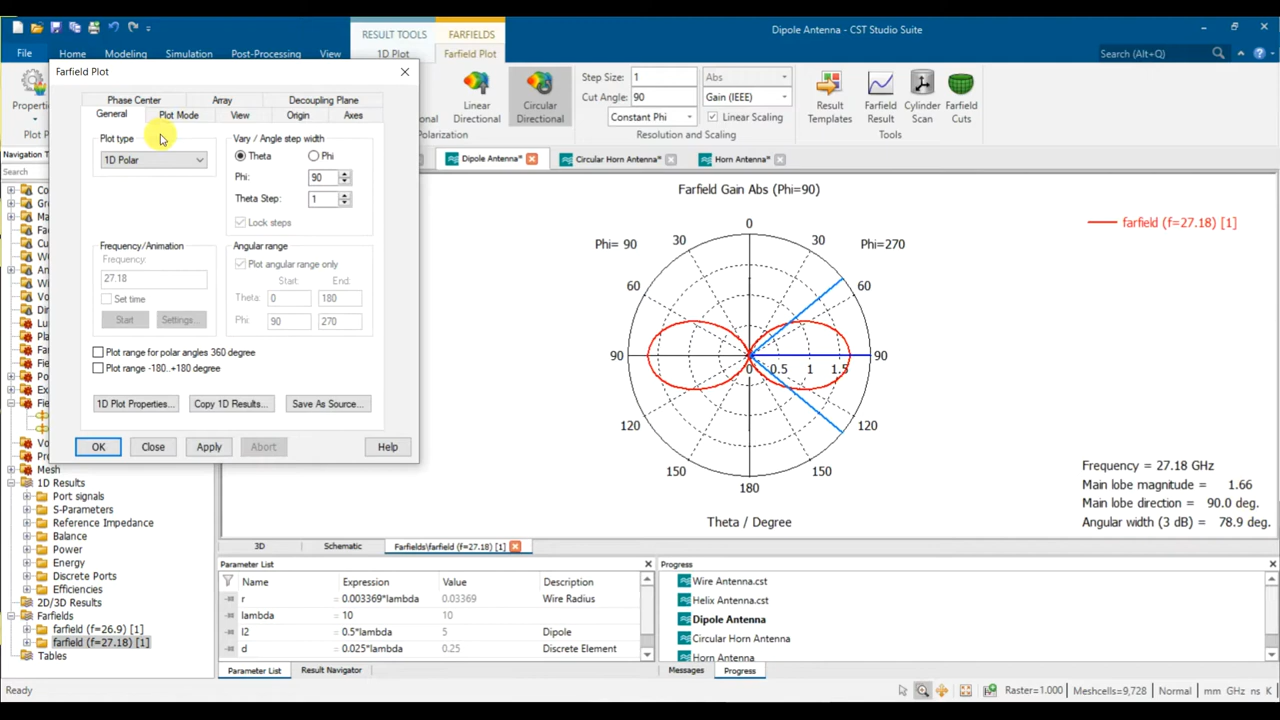 RESULT TOOLS FARFIELDS Dipole Antenna* - CST Studio Suite
File Home Modeling Simulation Post-Processing View 1D Plot Farfield Plot Search (Alt+Q)
Farfield Plot
Phase Center Array Decoupling Plane
General Plot Mode View Origin Axes
Plot type
1D Polar
Vary / Angle step width
Theta Phi
Phi: 90
Theta Step: 1
Lock steps
Frequency/Animation
Frequency:
27.18
Set time
Start Settings...
Angular range
Plot angular range only
Start: End:
Theta: 0 180
Phi: 90 270
Plot range for polar angles 360 degree
Plot range -180..+180 degree
1D Plot Properties... Copy 1D Results... Save As Source...
OK Close Apply Abort Help
Linear Directional
Circular Directional
Step Size: 1 Abs
Cut Angle: 90 Gain (IEEE)
Constant Phi Linear Scaling
Resolution and Scaling
Result Templates
Farfield Result
Cylinder Scan
Farfield Cuts
Tools
Dipole Antenna* Circular Horn Antenna* Horn Antenna*
Farfield Gain Abs (Phi=90)
farfield (f=27.18) [1]
0
Phi= 90 30 30 Phi=270
60 60
90 90
0 0.5 1 1.5
120 120
150 150
180
Theta / Degree
Frequency = 27.18 GHz
Main lobe magnitude = 1.66
Main lobe direction = 90.0 deg.
Angular width (3 dB) = 78.9 deg.
Mesh
1D Results
Port signals
S-Parameters
Reference Impedance
Balance
Power
Energy
Discrete Ports
Efficiencies
2D/3D Results
Farfields
farfield (f=26.9) [1]
farfield (f=27.18) [1]
Tables
3D Schematic Farfields\farfield (f=27.18) [1]
Parameter List
Name Expression Value Description
r = 0.003369*lambda 0.03369 Wire Radius
lambda = 10 10
l2 = 0.5*lambda 5 Dipole
d = 0.025*lambda 0.25 Discrete Element
Parameter List Result Navigator
Progress
Wire Antenna.cst
Helix Antenna.cst
Dipole Antenna
Circular Horn Antenna
Horn Antenna
Messages Progress
Ready Raster=1.000 Meshcells=9,728 Normal mm GHz ns K